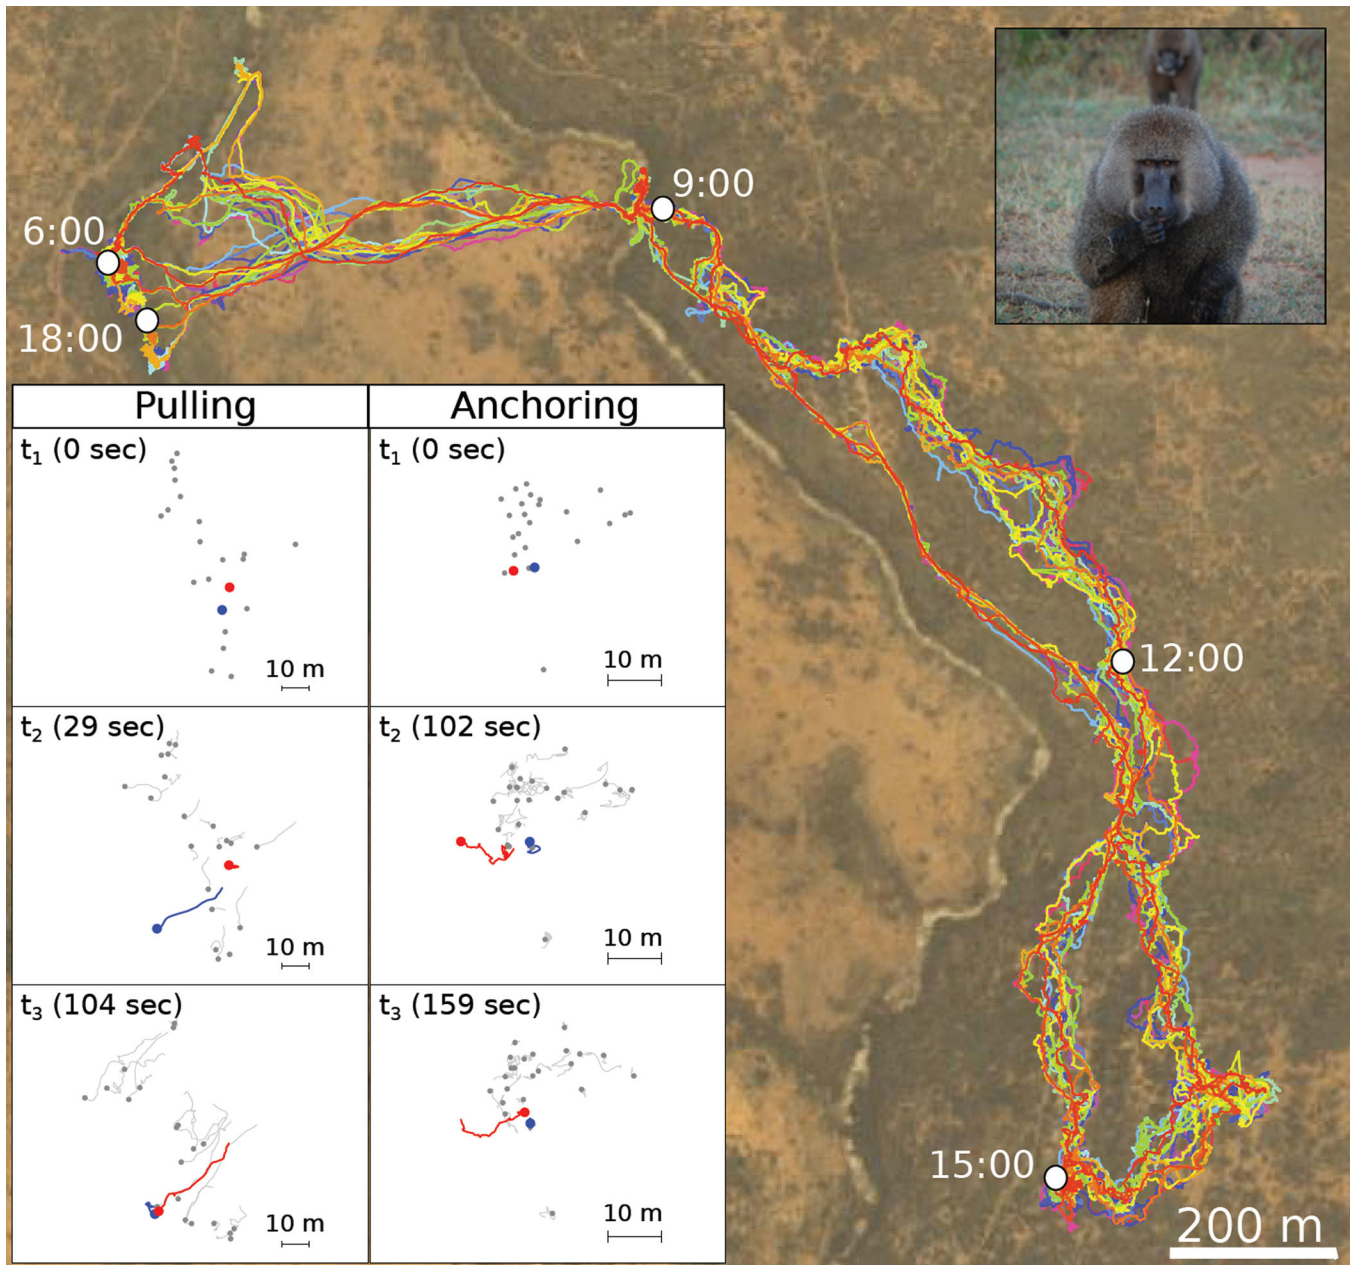 9:00
6:00
18:00
Pulling
Anchoring
t1 (0 sec)
t1 (0 sec)
10 m
10 m
12:00
t2 (29 sec)
t2 (102 sec)
10 m
10 m
t3 (104 sec)
t3 (159 sec)
10 m
10 m
15:00
200 m